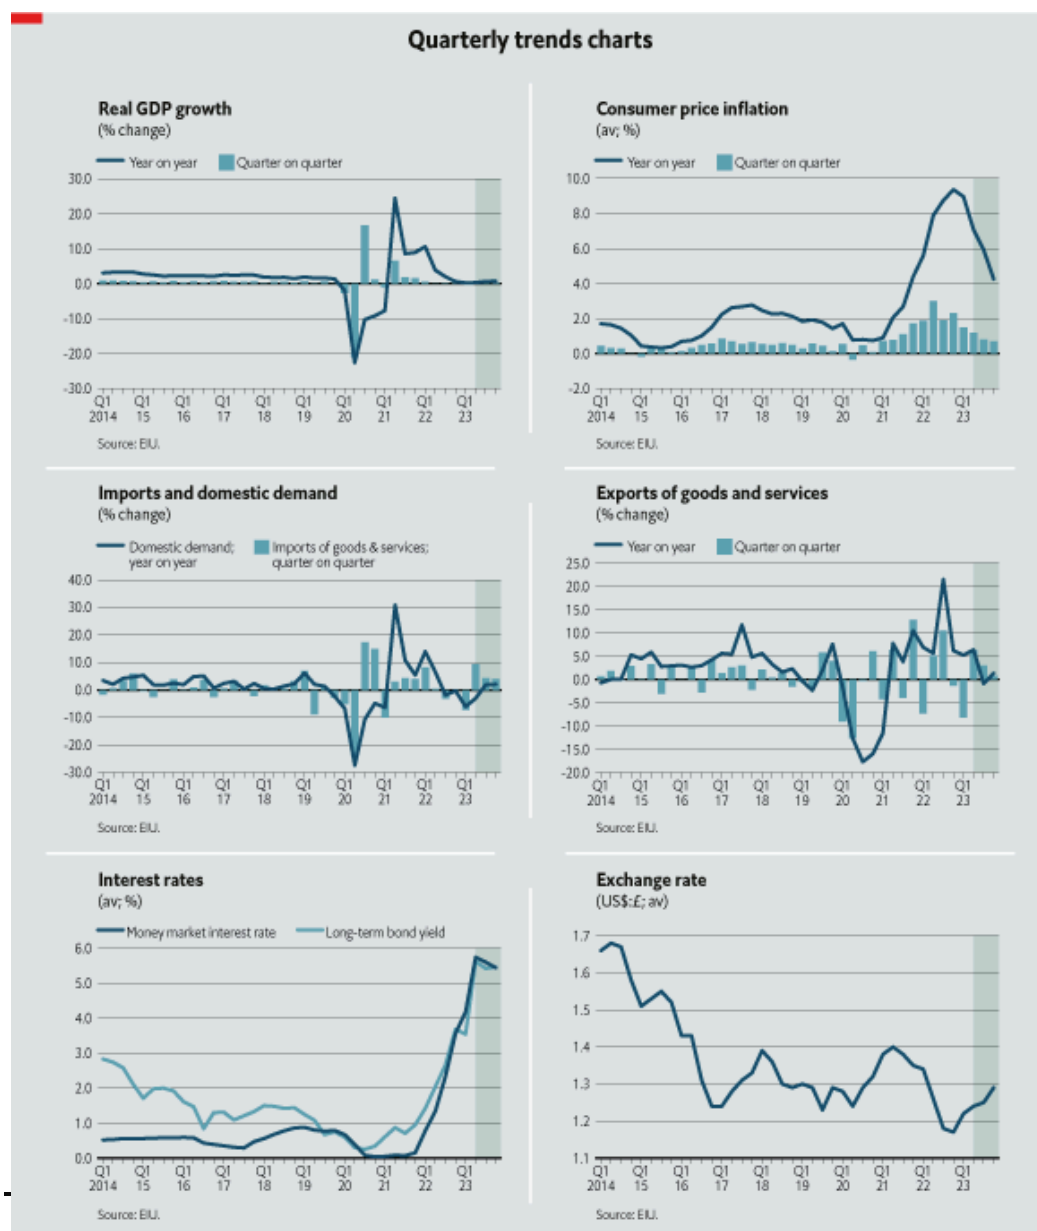 Quarterly trends charts
Real GDP growth
(% change)
Year on year Quarter on quarter
30.0
20.0
10.0
0.0
-10.0
-20.0
-30.0
Q1 Q1 Q1 Q1 Q1 Q1 Q1 Q1 Q1 Q1
2014 15 16 17 18 19 20 21 22 23
Source: EIU.
Consumer price inflation
(av; %)
Year on year Quarter on quarter
10.0
8.0
6.0
4.0
2.0
0.0
-2.0
Q1 Q1 Q1 Q1 Q1 Q1 Q1 Q1 Q1 Q1
2014 15 16 17 18 19 20 21 22 23
Source: EIU.
Imports and domestic demand
(% change)
Domestic demand; Imports of goods & services;
year on year quarter on quarter
40.0
30.0
20.0
10.0
0.0
-10.0
-20.0
-30.0
Q1 Q1 Q1 Q1 Q1 Q1 Q1 Q1 Q1 Q1
2014 15 16 17 18 19 20 21 22 23
Source: EIU.
Exports of goods and services
(% change)
Year on year Quarter on quarter
25.0
20.0
15.0
10.0
5.0
0.0
-5.0
-10.0
-15.0
-20.0
Q1 Q1 Q1 Q1 Q1 Q1 Q1 Q1 Q1 Q1
2014 15 16 17 18 19 20 21 22 23
Source: EIU.
Interest rates
(av; %)
Money market interest rate Long-term bond yield
6.0
5.0
4.0
3.0
2.0
1.0
0.0
Q1 Q1 Q1 Q1 Q1 Q1 Q1 Q1 Q1 Q1
2014 15 16 17 18 19 20 21 22 23
Source: EIU.
Exchange rate
(US$:£; av)
1.7
1.6
1.5
1.4
1.3
1.2
1.1
Q1 Q1 Q1 Q1 Q1 Q1 Q1 Q1 Q1 Q1
2014 15 16 17 18 19 20 21 22 23
Source: EIU.